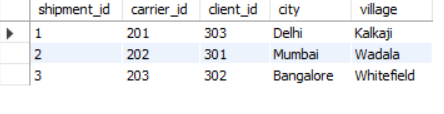 shipment_id carrier_id client_id city village
1 201 303 Delhi Kalkaji
2 202 301 Mumbai Wadala
3 203 302 Bangalore Whitefield